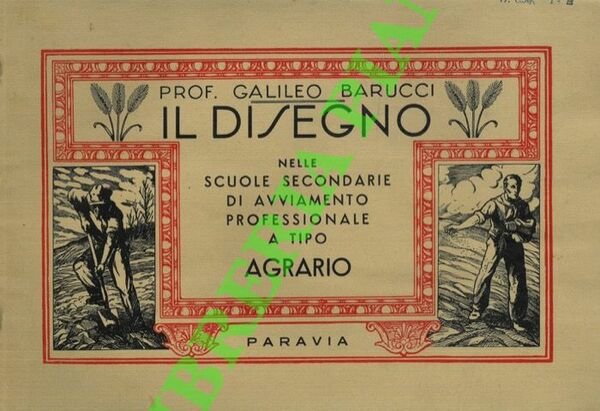 PROF. GALILEO BARUCCI
IL DISEGNO
NELLE
SCUOLE SECONDARIE
DI AVVIAMENTO
PROFESSIONALE
A TIPO
AGRARIO
PARAVIA